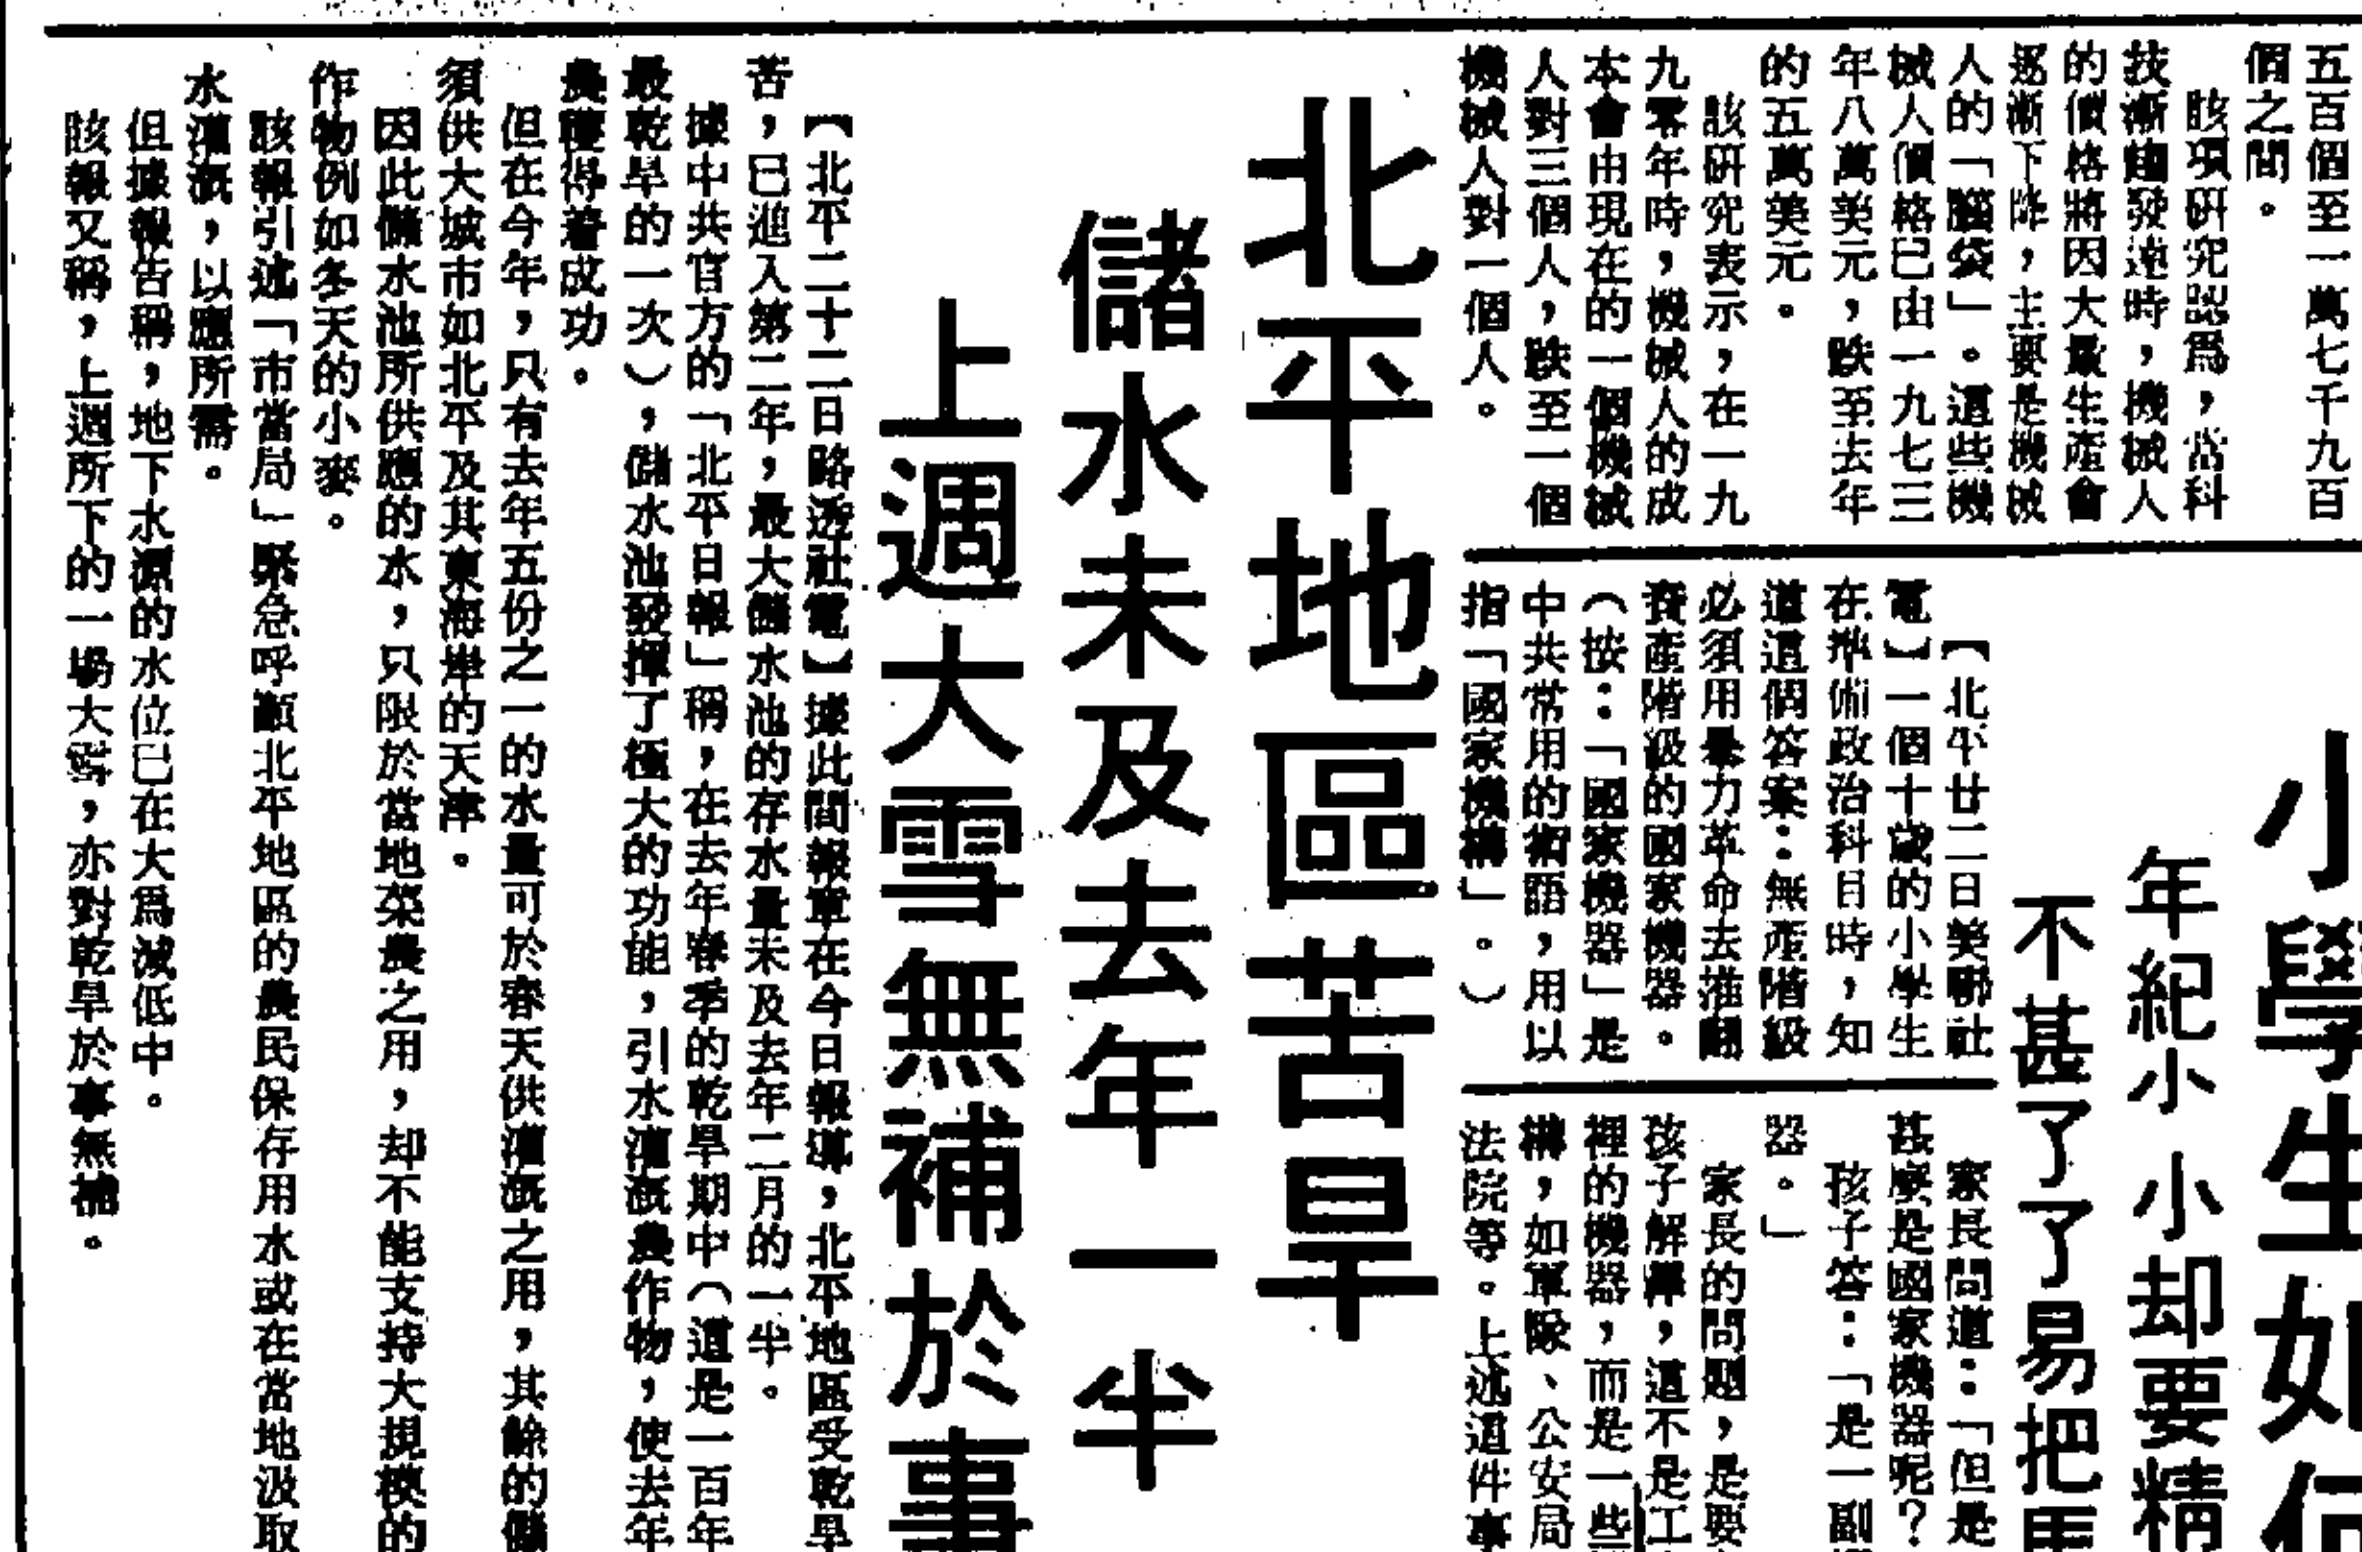 五百個至一萬七千九百
個之間。
該項研究認為，當科
技漸趨發達時，機械人
的價格將因大量生產會
逐漸下降，主要是機械
人的「腦袋」。這些機
械人價格已由一九七三
年八萬美元，跌至去年
的五萬美元。
該研究表示，在一九
九零年時，機械人的成
本會由現在的一個機械
人對三個人，跌至一個
機械人對一個人。
小學生如何
年紀小小却要精
不甚了了易把馬
【北平廿二日美聯社
電】一個十歲的小學生
在準備政治科目時，知
道這個答案：無產階級
必須用暴力革命去推翻
資產階級的國家機器。
（按：「國家機器」是
中共常用的術語，用以
指「國家機構」。）
家長問道：「但是
甚麼是國家機器呢？
孩子答：「是一副
器。」
家長的問題，是要
孩子解釋，這不是工
裡的機器，而是一些
構，如軍隊、公安局
法院等。上述這件事
北平地區苦旱
儲水未及去年一半
上週大雪無補於事
【北平二十二日路透社電】據此間報章在今日報導，北平地區受乾旱
苦，已進入第二年，最大儲水池的存水量未及去年二月的一半。
據中共官方的「北平日報」稱，在去年春季的乾旱期中（這是一百年
最乾旱的一次），儲水池發揮了極大的功能，引水灌溉農作物，使去年
農穫得着成功。
但在今年，只有去年五份之一的水量可於春天供灌溉之用，其餘的儲
須供大城市如北平及其東海岸的天津。
因此儲水池所供應的水，只限於當地菜農之用，却不能支持大規模的
作物例如冬天的小麥。
該報引述「市當局」緊急呼籲北平地區的農民保存用水或在當地汲取
水灌溉，以應所需。
但據報告稱，地下水源的水位已在大為減低中。
該報又稱，上週所下的一場大雪，亦對乾旱於事無補。